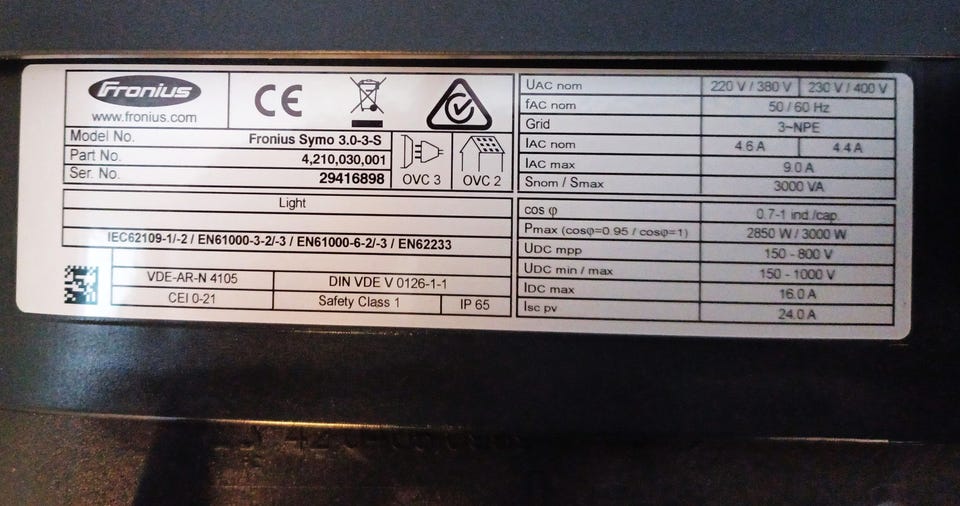 Fronius
www.fronius.com
CE
Model No. Fronius Symo 3.0-3-S
Part No. 4,210,030,001
Ser. No. 29416898
OVC 3 OVC 2
Light
IEC62109-1/-2 / EN61000-3-2/-3 / EN61000-6-2/-3 / EN62233
VDE-AR-N 4105 DIN VDE V 0126-1-1
CEI 0-21 Safety Class 1 IP 65
UAC nom 220 V / 380 V 230 V / 400 V
fAC nom 50 / 60 Hz
Grid 3~NPE
IAC nom 4.6 A 4.4 A
IAC max 9.0 A
Snom / Smax 3000 VA
cos φ 0.7-1 ind./cap.
Pmax (cosφ=0.95 / cosφ=1) 2850 W / 3000 W
UDC mpp 150 - 800 V
UDC min / max 150 - 1000 V
IDC max 16.0 A
Isc pv 24.0 A